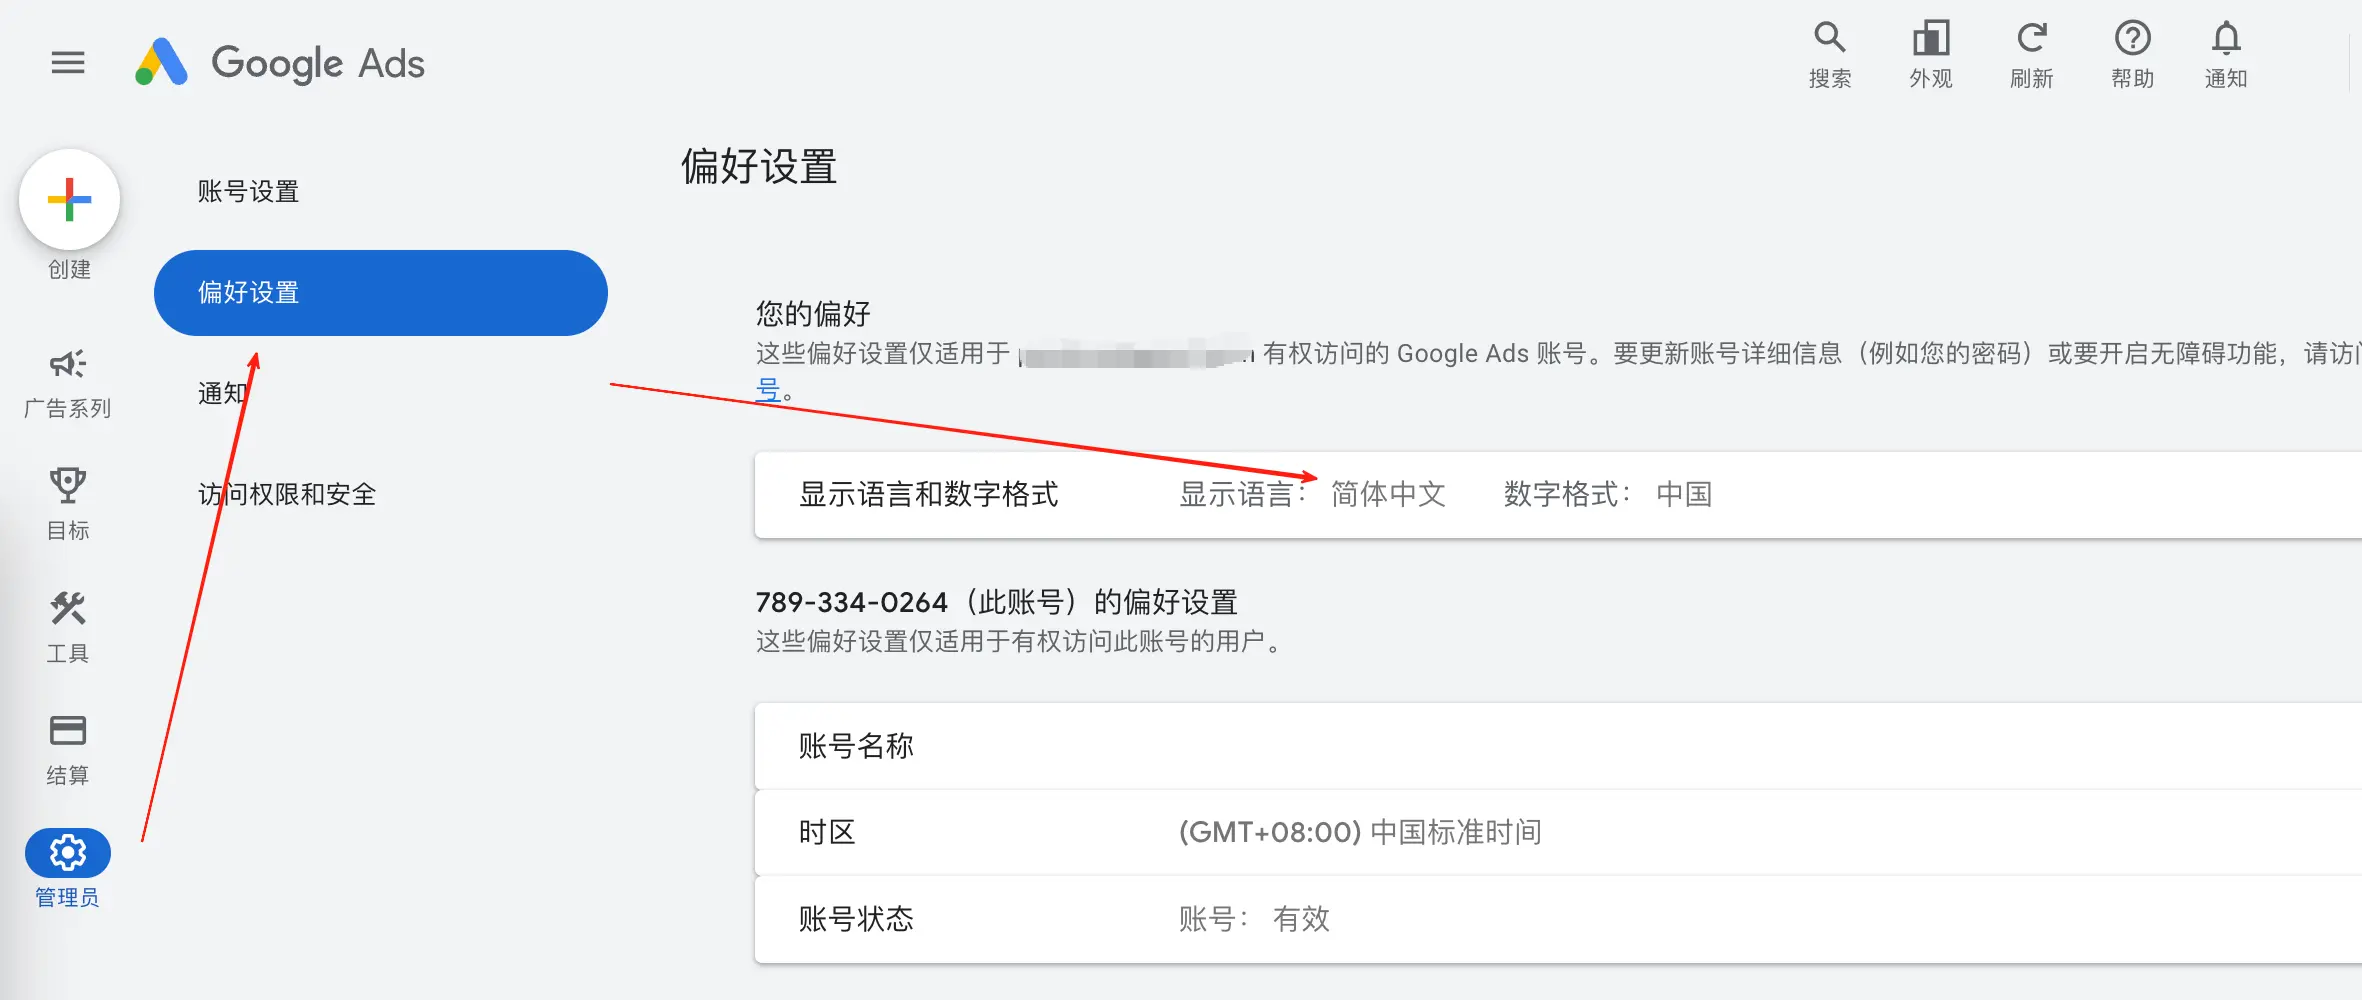 Google Ads
搜索
外观
刷新
帮助
通知
创建
广告系列
目标
工具
结算
管理员
账号设置
偏好设置
通知
访问权限和安全
偏好设置
您的偏好
这些偏好设置仅适用于 有权访问的 Google Ads 账号。要更新账号详细信息（例如您的密码）或要开启无障碍功能，请访
号。
显示语言和数字格式 显示语言： 简体中文 数字格式： 中国
789-334-0264（此账号）的偏好设置
这些偏好设置仅适用于有权访问此账号的用户。
账号名称
时区 (GMT+08:00) 中国标准时间
账号状态 账号： 有效